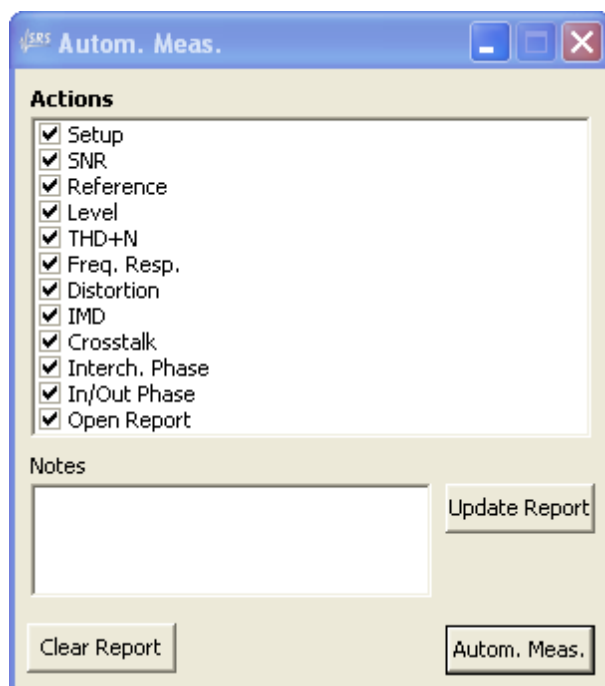 SRS Autom. Meas.
Actions
Setup
SNR
Reference
Level
THD+N
Freq. Resp.
Distortion
IMD
Crosstalk
Interch. Phase
In/Out Phase
Open Report
Notes
Update Report
Clear Report
Autom. Meas.